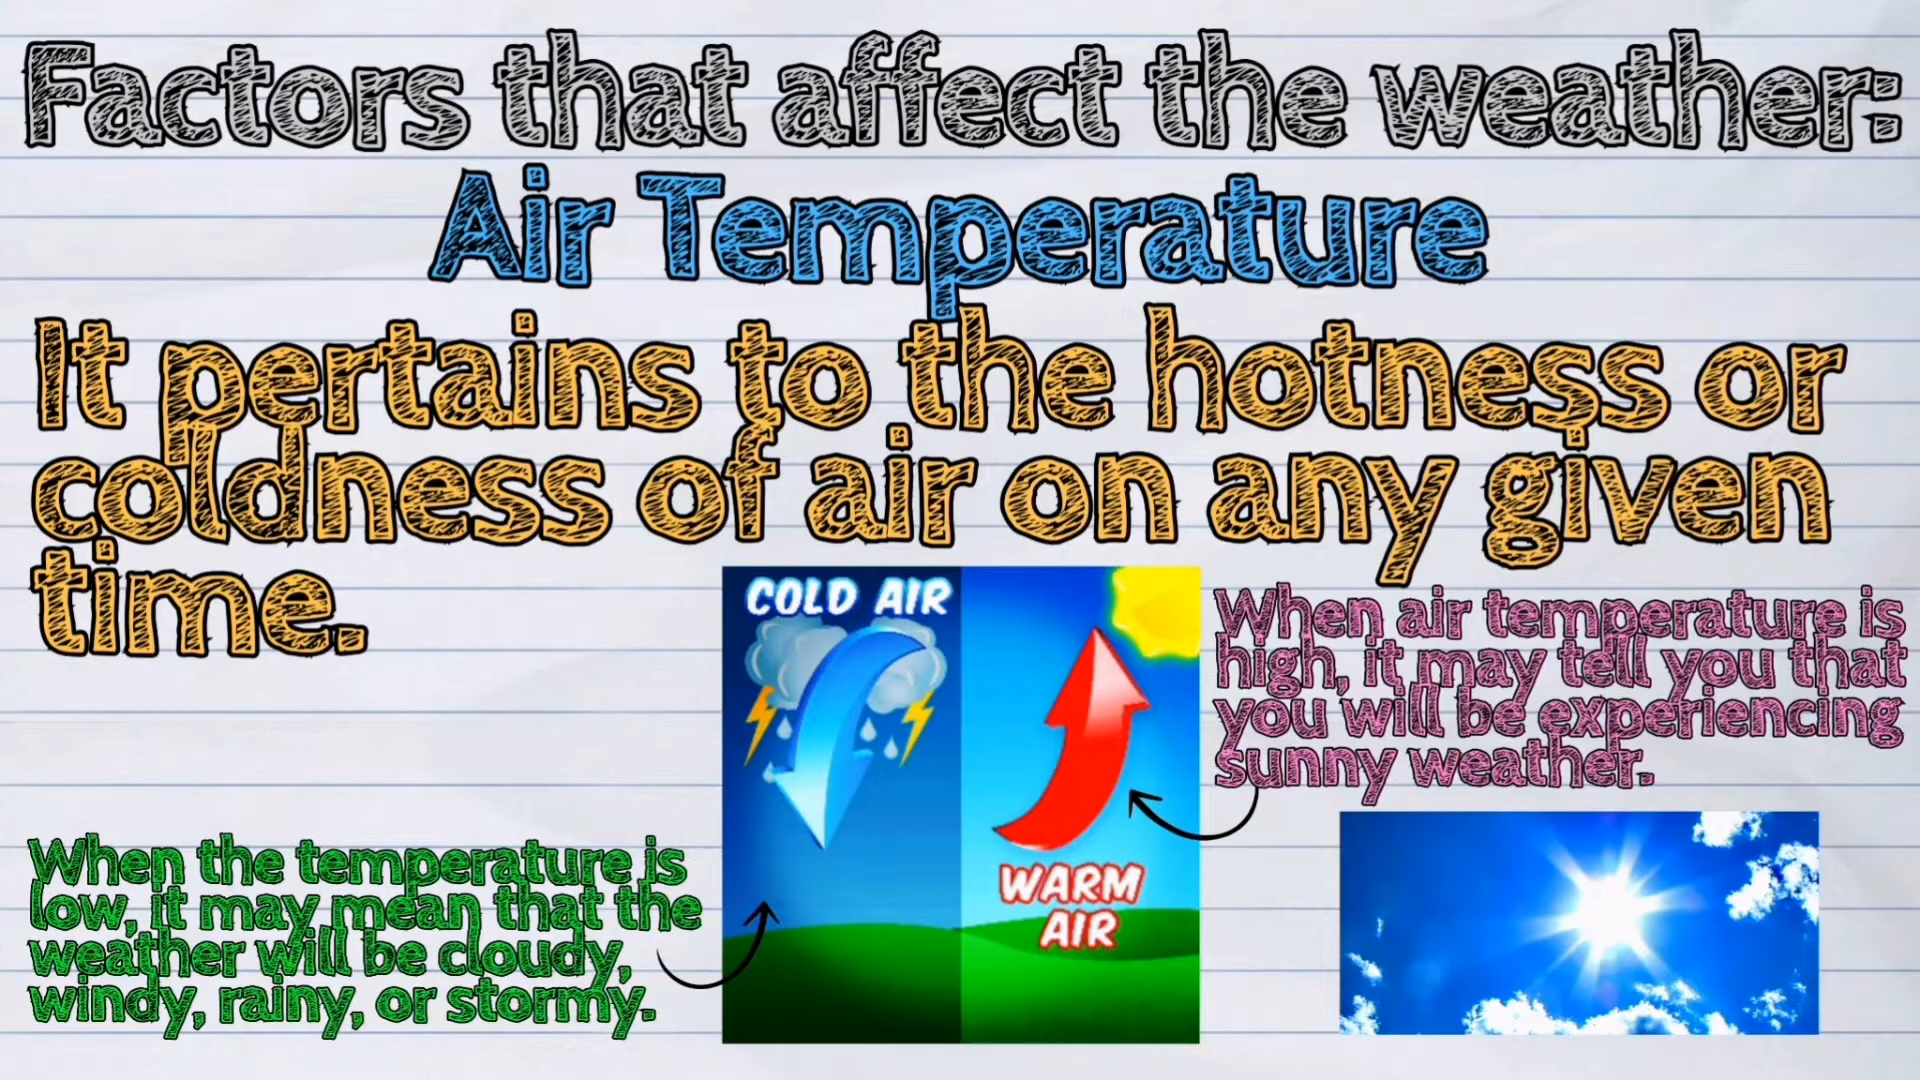 Factors that affect the weather:
Air Temperature
It pertains to the hotness or
coldness of air on any given
time.
COLD AIR
WARM
AIR
When air temperature is
high, it may tell you that
you will be experiencing
sunny weather.
When the temperature is
low, it may mean that the
weather will be cloudy,
windy, rainy, or stormy.